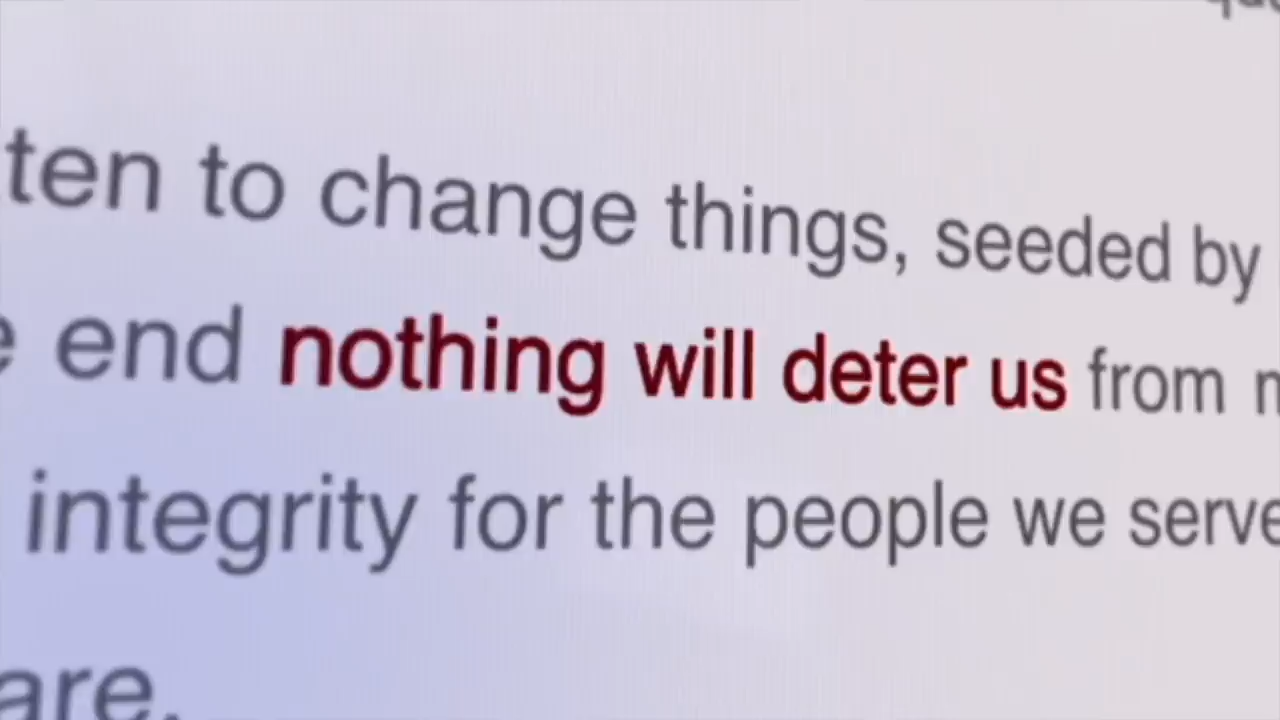 ten to change things, seeded by
end nothing will deter us from
integrity for the people we serve
are.